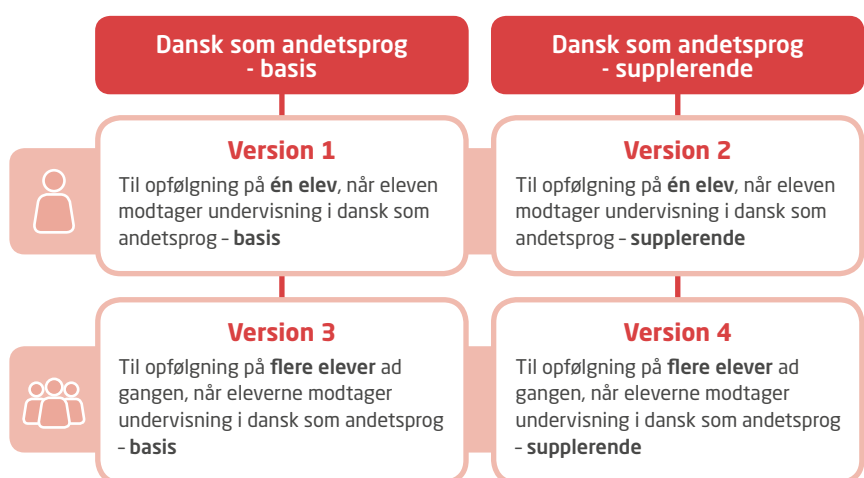 Dansk som andetsprog
- basis
Dansk som andetsprog
- supplerende
Version 1
Til opfølgning på én elev, når eleven
modtager undervisning i dansk som
andetsprog – basis
Version 2
Til opfølgning på én elev, når eleven
modtager undervisning i dansk som
andetsprog – supplerende
Version 3
Til opfølgning på flere elever ad
gangen, når eleverne modtager
undervisning i dansk som andetsprog
– basis
Version 4
Til opfølgning på flere elever ad
gangen, når eleverne modtager
undervisning i dansk som andetsprog
– supplerende